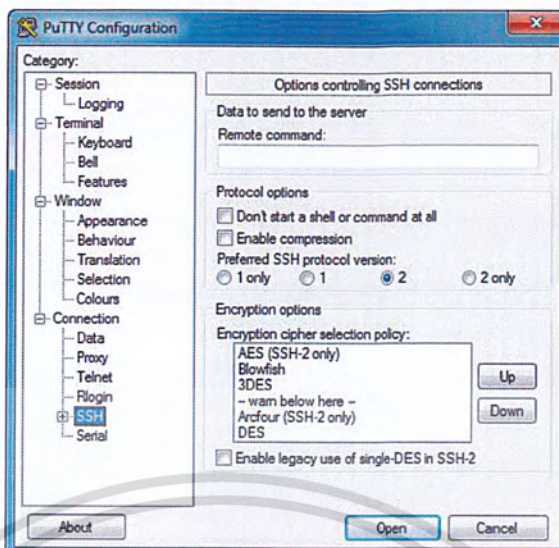 PuTTY Configuration
Category:
Session
Logging
Terminal
Keyboard
Bell
Features
Window
Appearance
Behaviour
Translation
Selection
Colours
Connection
Data
Proxy
Telnet
Rlogin
SSH
Serial
Options controlling SSH connections
Data to send to the server
Remote command:
Protocol options
Don't start a shell or command at all
Enable compression
Preferred SSH protocol version:
1 only 1 2 2 only
Encryption options
Encryption cipher selection policy:
AES (SSH-2 only)
Blowfish
3DES
-- warn below here --
Arcfour (SSH-2 only)
DES
Up
Down
Enable legacy use of single-DES in SSH-2
About Open Cancel